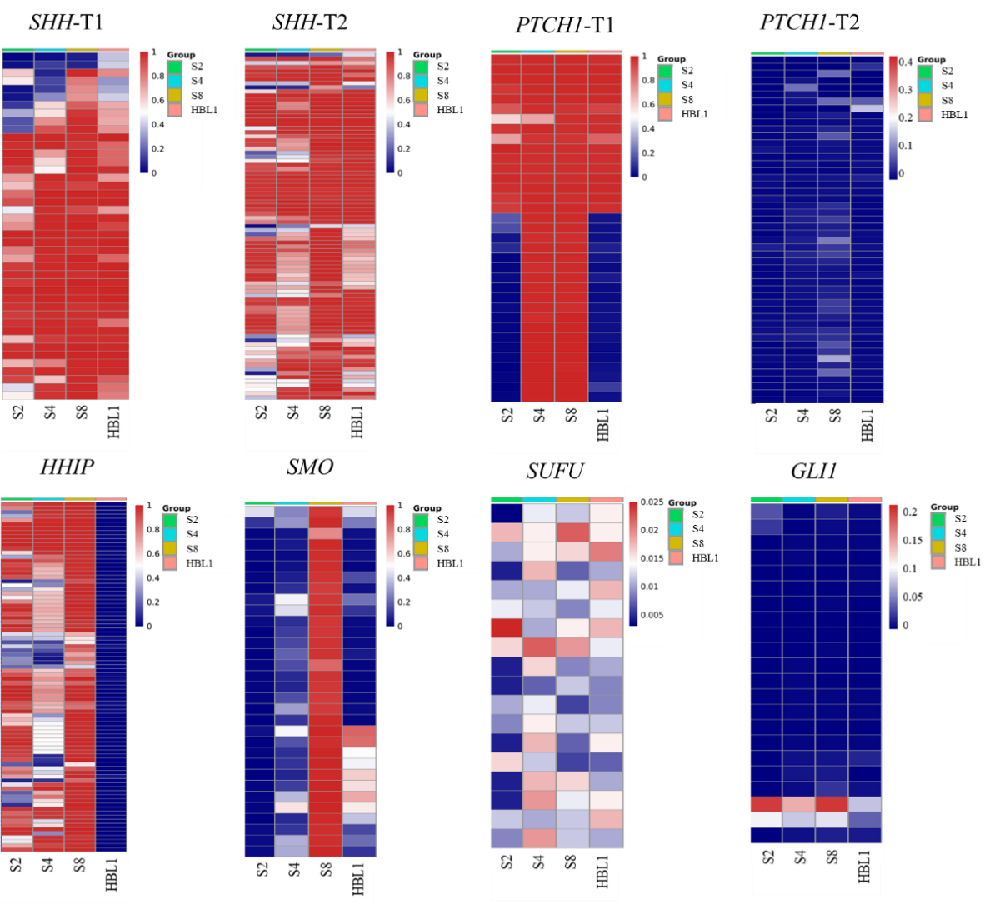 SHH-T1
SHH-T2
PTCH1-T1
PTCH1-T2
1
0.8
0.6
0.4
0.2
0
Group
S2
S4
S8
HBL1
1
0.8
0.6
0.4
0.2
0
Group
S2
S4
S8
HBL1
1
0.8
0.6
0.4
0.2
0
Group
S2
S4
S8
HBL1
0.4
0.3
0.2
0.1
0
Group
S2
S4
S8
HBL1
S2 S4 S8 HBL1
S2 S4 S8 HBL1
S2 S4 S8 HBL1
S2 S4 S8 HBL1
HHIP
SMO
SUFU
GLI1
1
0.8
0.6
0.4
0.2
0
Group
S2
S4
S8
HBL1
1
0.8
0.6
0.4
0.2
0
Group
S2
S4
S8
HBL1
0.025
0.02
0.015
0.01
0.005
Group
S2
S4
S8
HBL1
0.2
0.15
0.1
0.05
0
Group
S2
S4
S8
HBL1
S2 S4 S8 HBL1
S2 S4 S8 HBL1
S2 S4 S8 HBL1
S2 S4 S8 HBL1